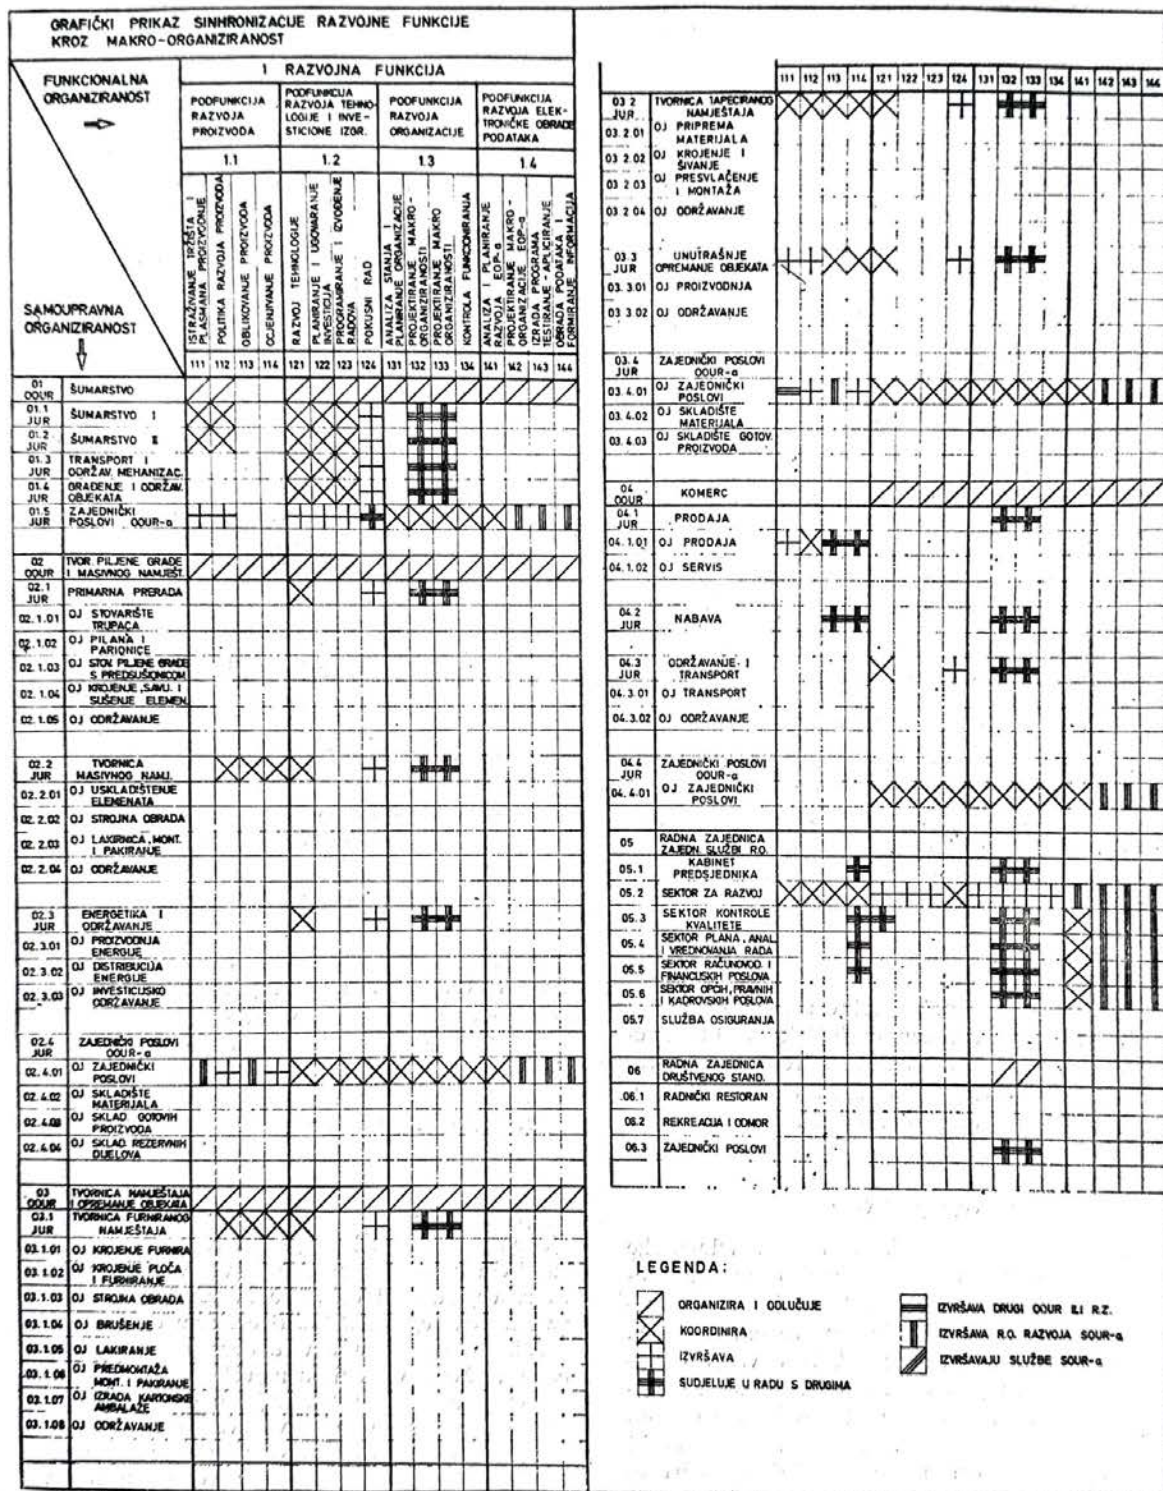 GRAFIČKI PRIKAZ SINHRONIZACIJE RAZVOJNE FUNKCIJE
KROZ MAKRO-ORGANIZIRANOST
FUNKCIONALNA
ORGANIZIRANOST
SAMOUPRAVNA
ORGANIZIRANOST
1 RAZVOJNA FUNKCIJA
PODFUNKCIJA
RAZVOJA
PROIZVODA
PODFUNKCIJA
RAZVOJA TEHNO-
LOGIJE I INVE-
STICIONE IZGR.
PODFUNKCIJA
RAZVOJA
ORGANIZACIJE
PODFUNKCIJA
RAZVOJA ELEK-
TRONIČKE OBRADE
PODATAKA
1.1 1.2 1.3 1.4
ISTRAŽIVANJE TRŽIŠTA I
PLASMANA PROIZVODNJE
POLITIKA RAZVOJA PROIZVODA
OBLIKOVANJE PROIZVODA
OCJENJIVANJE PROIZVODA
RAZVOJ TEHNOLOGIJE
PLANIRANJE I UGOVARANJE
INVESTICIJA
PROGRAMIRANJE I IZVOĐENJE
RADOVA
POKUSNI RAD
ANALIZA STANJA I
PLANIRANJE ORGANIZACIJE
PROJEKTIRANJE MAKRO-
ORGANIZIRANOSTI
PROJEKTIRANJE MAKRO
ORGANIZIRANOSTI
KONTROLA FUNKCIONIRANJA
ANALIZA I PLANIRANJE
RAZVOJA EOP-a
PROJEKTIRANJE MAKRO-
ORGANIZACIJE EOP-a
IZRADA PROGRAMA
TESTIRANJE-APLICIRANJE
OBRADA PODATAKA I
FORMIRANJE INFORMACIJA
111 112 113 114 121 122 123 124 131 132 133 134 141 142 143 144
01 OOUR ŠUMARSTVO
01.1 JUR ŠUMARSTVO I
01.2 JUR ŠUMARSTVO II
01.3 JUR TRANSPORT I
ODRŽAV. MEHANIZAC.
01.4 JUR GRAĐENJE I ODRŽAV.
OBJEKATA
01.5 JUR ZAJEDNIČKI
POSLOVI OOUR-a
02 OOUR TVOR. PILJENE GRAĐE
I MASIVNOG NAMJEŠT.
02.1 JUR PRIMARNA PRERADA
02.1.01 OJ STOVARIŠTE
TRUPACA
02.1.02 OJ PILANA I
PARIONICE
02.1.03 OJ STOV. PILJENE GRAĐE
S PREDSUŠIONICOM
02.1.04 OJ KROJENJE, SAVIJ. I
SUŠENJE ELEMEN.
02.1.05 OJ ODRŽAVANJE
02.2 JUR TVORNICA
MASIVNOG NAMJ.
02.2.01 OJ USKLADIŠTENJE
ELEMENATA
02.2.02 OJ STROJNA OBRADA
02.2.03 OJ LAKIRNICA, MONT.
I PAKIRANJE
02.2.04 OJ ODRŽAVANJE
02.3 JUR ENERGETIKA I
ODRŽAVANJE
02.3.01 OJ PROIZVODNJA
ENERGIJE
02.3.02 OJ DISTRIBUCIJA
ENERGIJE
02.3.03 OJ INVESTICIJSKO
ODRŽAVANJE
02.4 JUR ZAJEDNIČKI POSLOVI
OOUR-a
02.4.01 OJ ZAJEDNIČKI
POSLOVI
02.4.02 OJ SKLADIŠTE
MATERIJALA
02.4.03 OJ SKLAD. GOTOVIH
PROIZVODA
02.4.04 OJ SKLAD. REZERVNIH
DIJELOVA
03 OOUR TVORNICA NAMJEŠTAJA
I OPREMANJE OBJEKATA
03.1 JUR TVORNICA FURNIRANOG
NAMJEŠTAJA
03.1.01 OJ KROJENJE FURNIRA
03.1.02 OJ KROJENJE PLOČA
I FURNIRANJE
03.1.03 OJ STROJNA OBRADA
03.1.04 OJ BRUŠENJE
03.1.05 OJ LAKIRANJE
03.1.06 OJ PREDMONTAŽA
MONT. I PAKIRANJE
03.1.07 OJ IZRADA KARTONSKE
AMBALAŽE
03.1.08 OJ ODRŽAVANJE
111 112 113 114 121 122 123 124 131 132 133 141 142 143 144
03 2 JUR TVORNICA TAPECIRANOG
NAMJEŠTAJA
03.2.01 OJ PRIPREMA
MATERIJALA
03 2.02 OJ KROJENJE I
ŠIVANJE
03 2 03 OJ PRESVLAČENJE
I MONTAŽA
03 2 04 OJ ODRŽAVANJE
03.3 JUR UNUTRAŠNJE
OPREMANJE OBJEKATA
03.3.01 OJ PROIZVODNJA
03.3.02 OJ ODRŽAVANJE
03.4 JUR ZAJEDNIČKI POSLOVI
OOUR-a
03.4.01 OJ ZAJEDNIČKI
POSLOVI
03.4.02 OJ SKLADIŠTE
MATERIJALA
03.4.03 OJ SKLADIŠTE GOTOV.
PROIZVODA
04 OOUR KOMERC
04.1 JUR PRODAJA
04.1.01 OJ PRODAJA
04.1.02 OJ SERVIS
04.2 JUR NABAVA
04.3 JUR ODRŽAVANJE I
TRANSPORT
04.3.01 OJ TRANSPORT
04.3.02 OJ ODRŽAVANJE
04.4 JUR ZAJEDNIČKI POSLOVI
OOUR-a
04.4.01 OJ ZAJEDNIČKI
POSLOVI
05 RADNA ZAJEDNICA
ZAJEDN. SLUŽBI R.O.
05.1 KABINET
PREDSJEDNIKA
05.2 SEKTOR ZA RAZVOJ
05.3 SEKTOR KONTROLE
KVALITETE
05.4 SEKTOR PLANA, ANAL.
I VREDNOVANJA RADA
05.5 SEKTOR RAČUNOVOD. I
FINANCIJSKIH POSLOVA
05.6 SEKTOR OPĆIH, PRAVNIH
I KADROVSKIH POSLOVA
05.7 SLUŽBA OSIGURANJA
06 RADNA ZAJEDNICA
DRUŠTVENOG STAND.
06.1 RADNIČKI RESTORAN
06.2 REKREACIJA I ODMOR
06.3 ZAJEDNIČKI POSLOVI
LEGENDA:
ORGANIZIRA I ODLUČUJE
KOORDINIRA
IZVRŠAVA
SUDJELUJE U RADU S DRUGIMA
IZVRŠAVA DRUGI OOUR ILI R.Z.
IZVRŠAVA R.O. RAZVOJA SOUR-a
IZVRŠAVAJU SLUŽBE SOUR-a